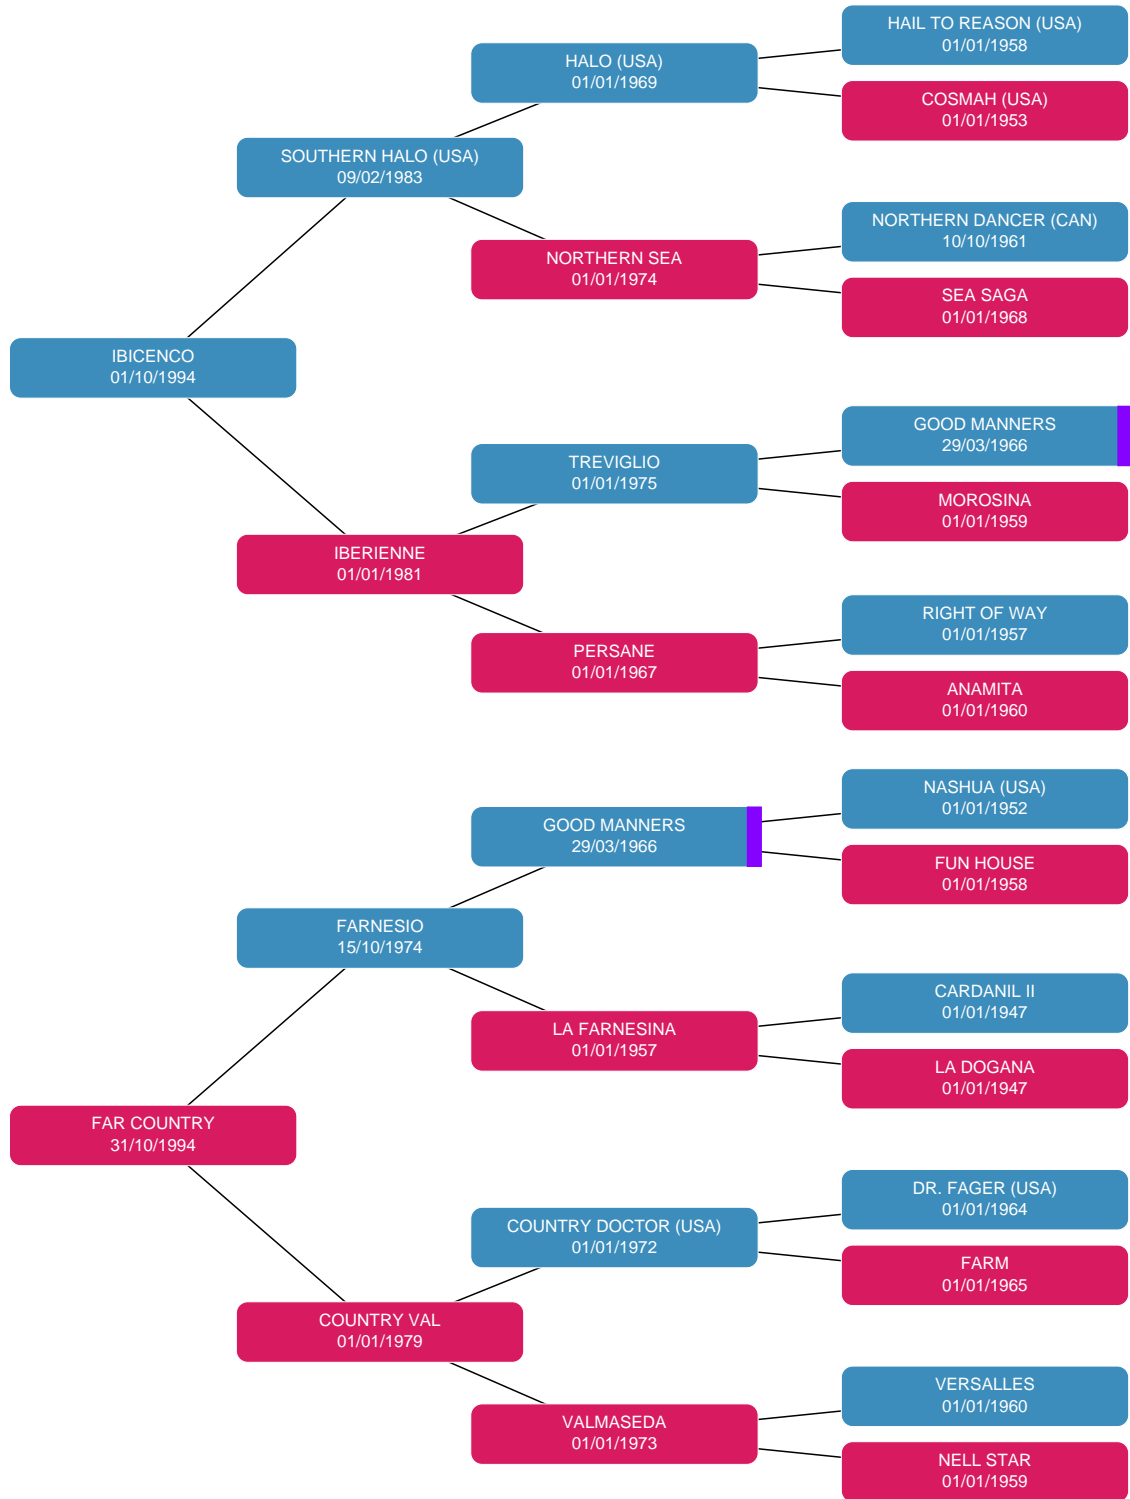 HAIL TO REASON (USA)
01/01/1958
HALO (USA)
01/01/1969
COSMAH (USA)
01/01/1953
SOUTHERN HALO (USA)
09/02/1983
NORTHERN DANCER (CAN)
10/10/1961
NORTHERN SEA
01/01/1974
SEA SAGA
01/01/1968
IBICENCO
01/10/1994
GOOD MANNERS
29/03/1966
TREVIGLIO
01/01/1975
MOROSINA
01/01/1959
IBERIENNE
01/01/1981
RIGHT OF WAY
01/01/1957
PERSANE
01/01/1967
ANAMITA
01/01/1960
NASHUA (USA)
01/01/1952
GOOD MANNERS
29/03/1966
FUN HOUSE
01/01/1958
FARNESIO
15/10/1974
CARDANIL II
01/01/1947
LA FARNESINA
01/01/1957
LA DOGANA
01/01/1947
FAR COUNTRY
31/10/1994
DR. FAGER (USA)
01/01/1964
COUNTRY DOCTOR (USA)
01/01/1972
FARM
01/01/1965
COUNTRY VAL
01/01/1979
VERSALLES
01/01/1960
VALMASEDA
01/01/1973
NELL STAR
01/01/1959